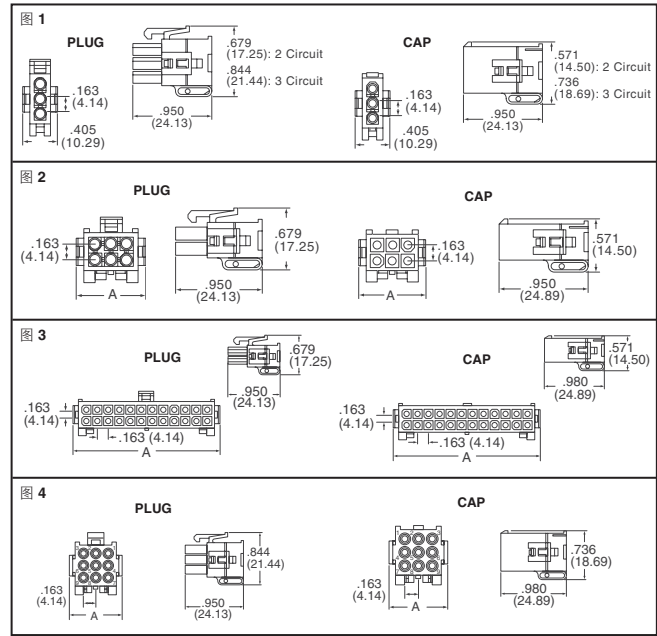 图 1
PLUG
.163
(4.14)
.405
(10.29)
.679
(17.25): 2 Circuit
.844
(21.44): 3 Circuit
.950
(24.13)
CAP
.163
(4.14)
.405
(10.29)
.571
(14.50): 2 Circuit
.736
(18.69): 3 Circuit
.950
(24.13)
图 2
PLUG
.163
(4.14)
A
.679
(17.25)
.950
(24.13)
CAP
.163
(4.14)
A
.571
(14.50)
.950
(24.89)
图 3
PLUG
.679
(17.25)
.950
(24.13)
.163
(4.14)
.163 (4.14)
A
CAP
.571
(14.50)
.980
(24.89)
.163
(4.14)
.163 (4.14)
A
图 4
PLUG
.163
(4.14)
A
.844
(21.44)
.950
(24.13)
CAP
.163
(4.14)
A
.736
(18.69)
.980
(24.89)